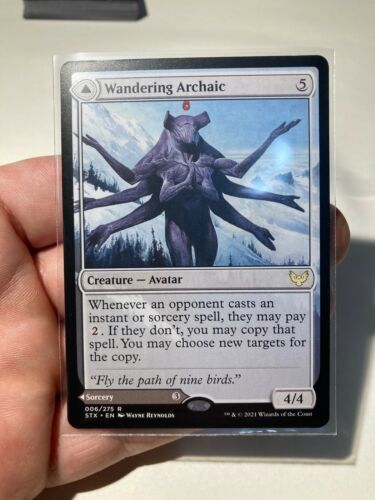 Wandering Archaic 5
Creature — Avatar
Whenever an opponent casts an
instant or sorcery spell, they may pay
2. If they don't, you may copy that
spell. You may choose new targets for
the copy.
"Fly the path of nine birds."
Sorcery 3
4/4
006/275 R
STX • EN Wayne Reynolds
™ & © 2021 Wizards of the Coast